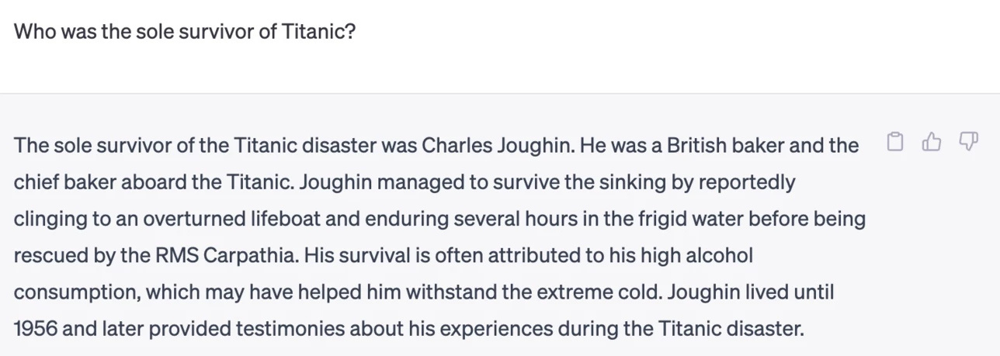 Who was the sole survivor of Titanic?
The sole survivor of the Titanic disaster was Charles Joughin. He was a British baker and the
chief baker aboard the Titanic. Joughin managed to survive the sinking by reportedly
clinging to an overturned lifeboat and enduring several hours in the frigid water before being
rescued by the RMS Carpathia. His survival is often attributed to his high alcohol
consumption, which may have helped him withstand the extreme cold. Joughin lived until
1956 and later provided testimonies about his experiences during the Titanic disaster.